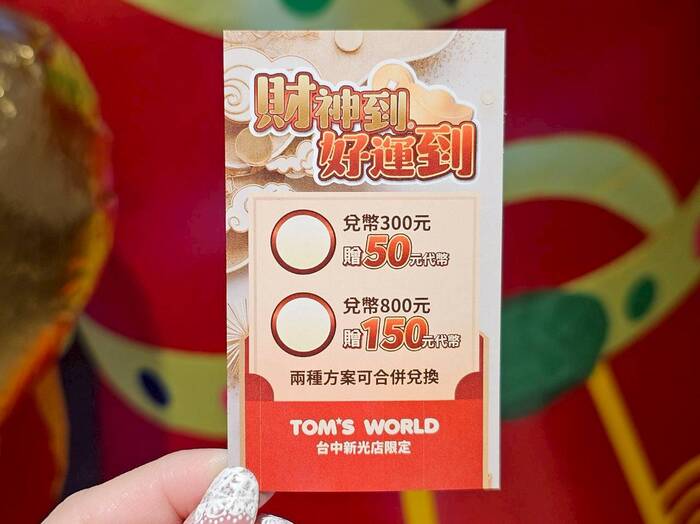 財神到
好運到
兌幣300元
贈50元代幣
兌幣800元
贈150元代幣
兩種方案可合併兌換
TOM'S WORLD
台中新光店限定